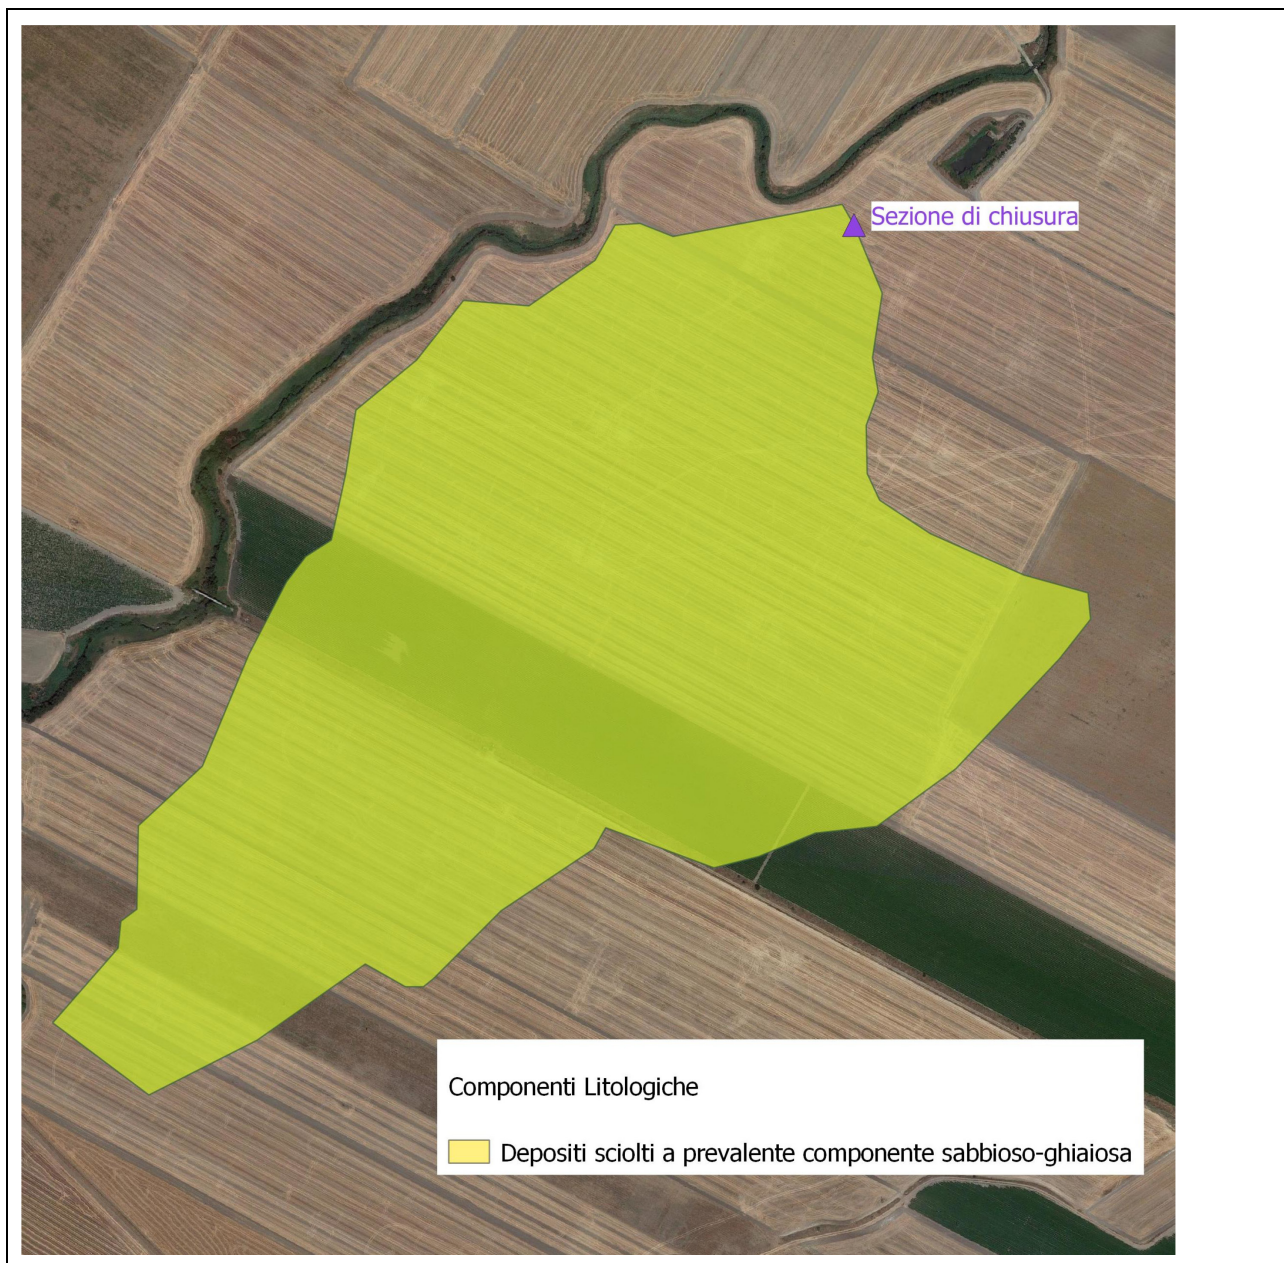 Sezione di chiusura
Componenti Litologiche
Depositi sciolti a prevalente componente sabbioso-ghiaiosa